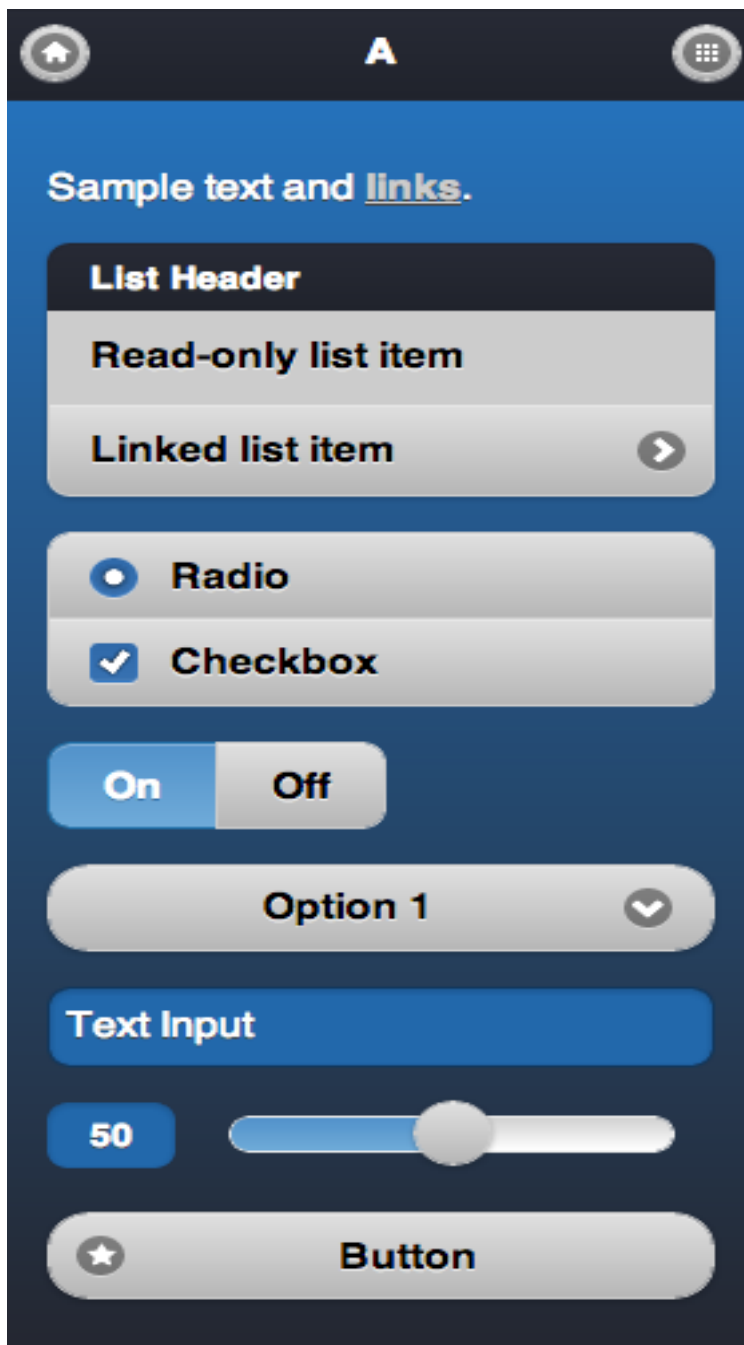 A
Sample text and links.
List Header
Read-only list item
Linked list item
Radio
Checkbox
On Off
Option 1
Text Input
50
Button